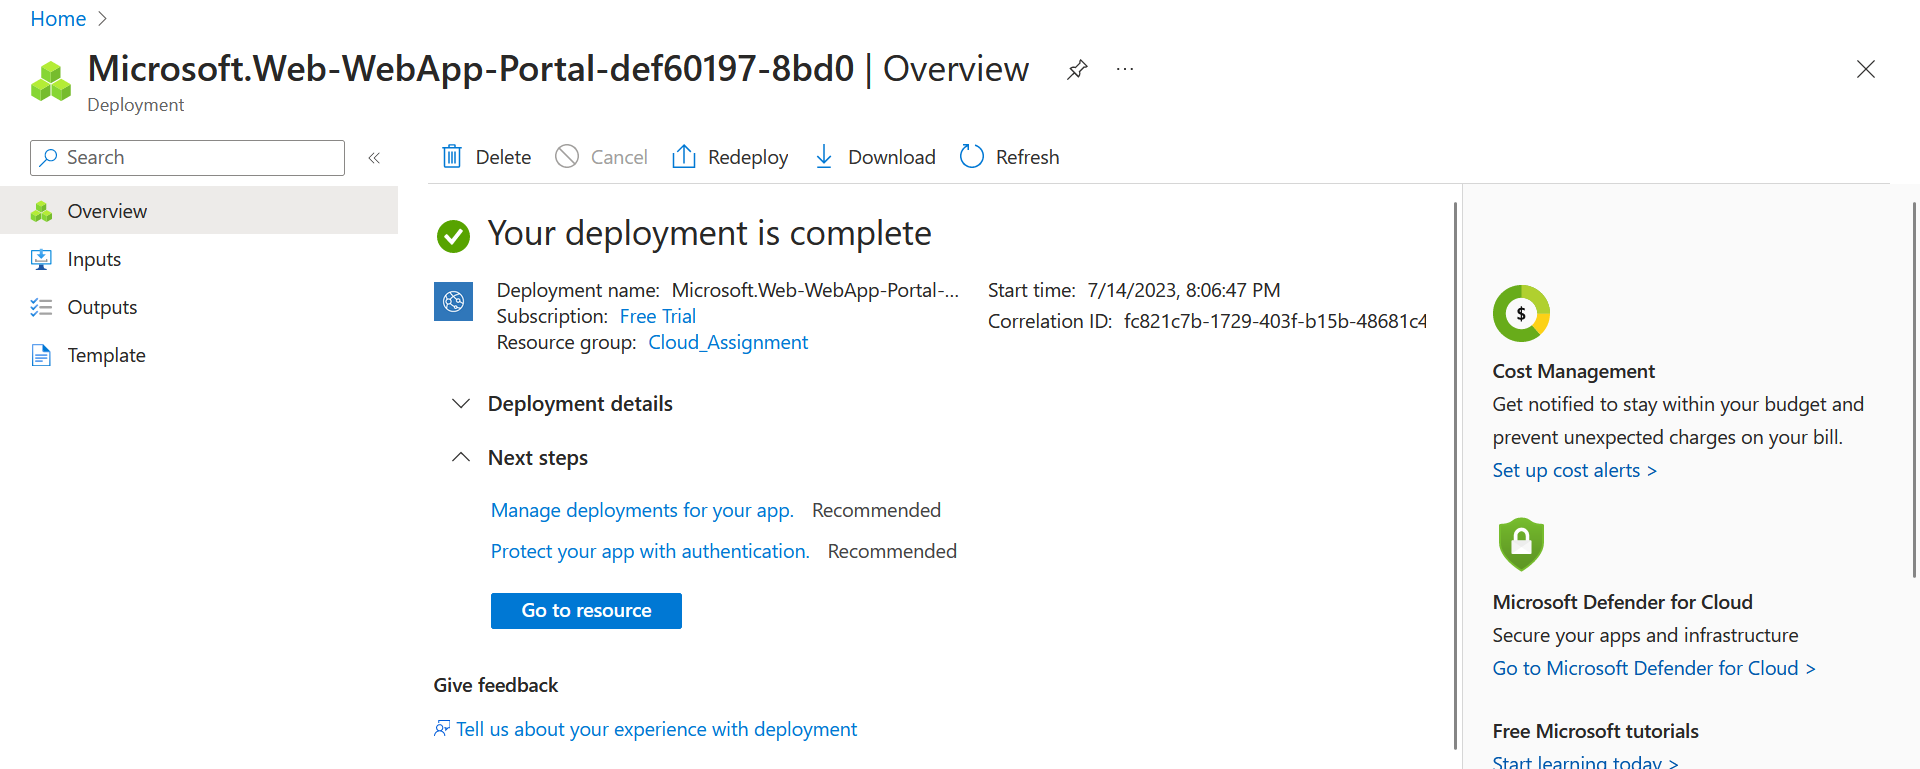 Home
Microsoft.Web-WebApp-Portal-def60197-8bd0 | Overview
Deployment
Search
Overview
Inputs
Outputs
Template
Delete Cancel Redeploy Download Refresh
Your deployment is complete
Deployment name: Microsoft.Web-WebApp-Portal-...
Subscription: Free Trial
Resource group: Cloud_Assignment
Start time: 7/14/2023, 8:06:47 PM
Correlation ID: fc821c7b-1729-403f-b15b-48681c4
Deployment details
Next steps
Manage deployments for your app. Recommended
Protect your app with authentication. Recommended
Go to resource
Give feedback
Tell us about your experience with deployment
$
Cost Management
Get notified to stay within your budget and
prevent unexpected charges on your bill.
Set up cost alerts >
Microsoft Defender for Cloud
Secure your apps and infrastructure
Go to Microsoft Defender for Cloud >
Free Microsoft tutorials
Start learning today >